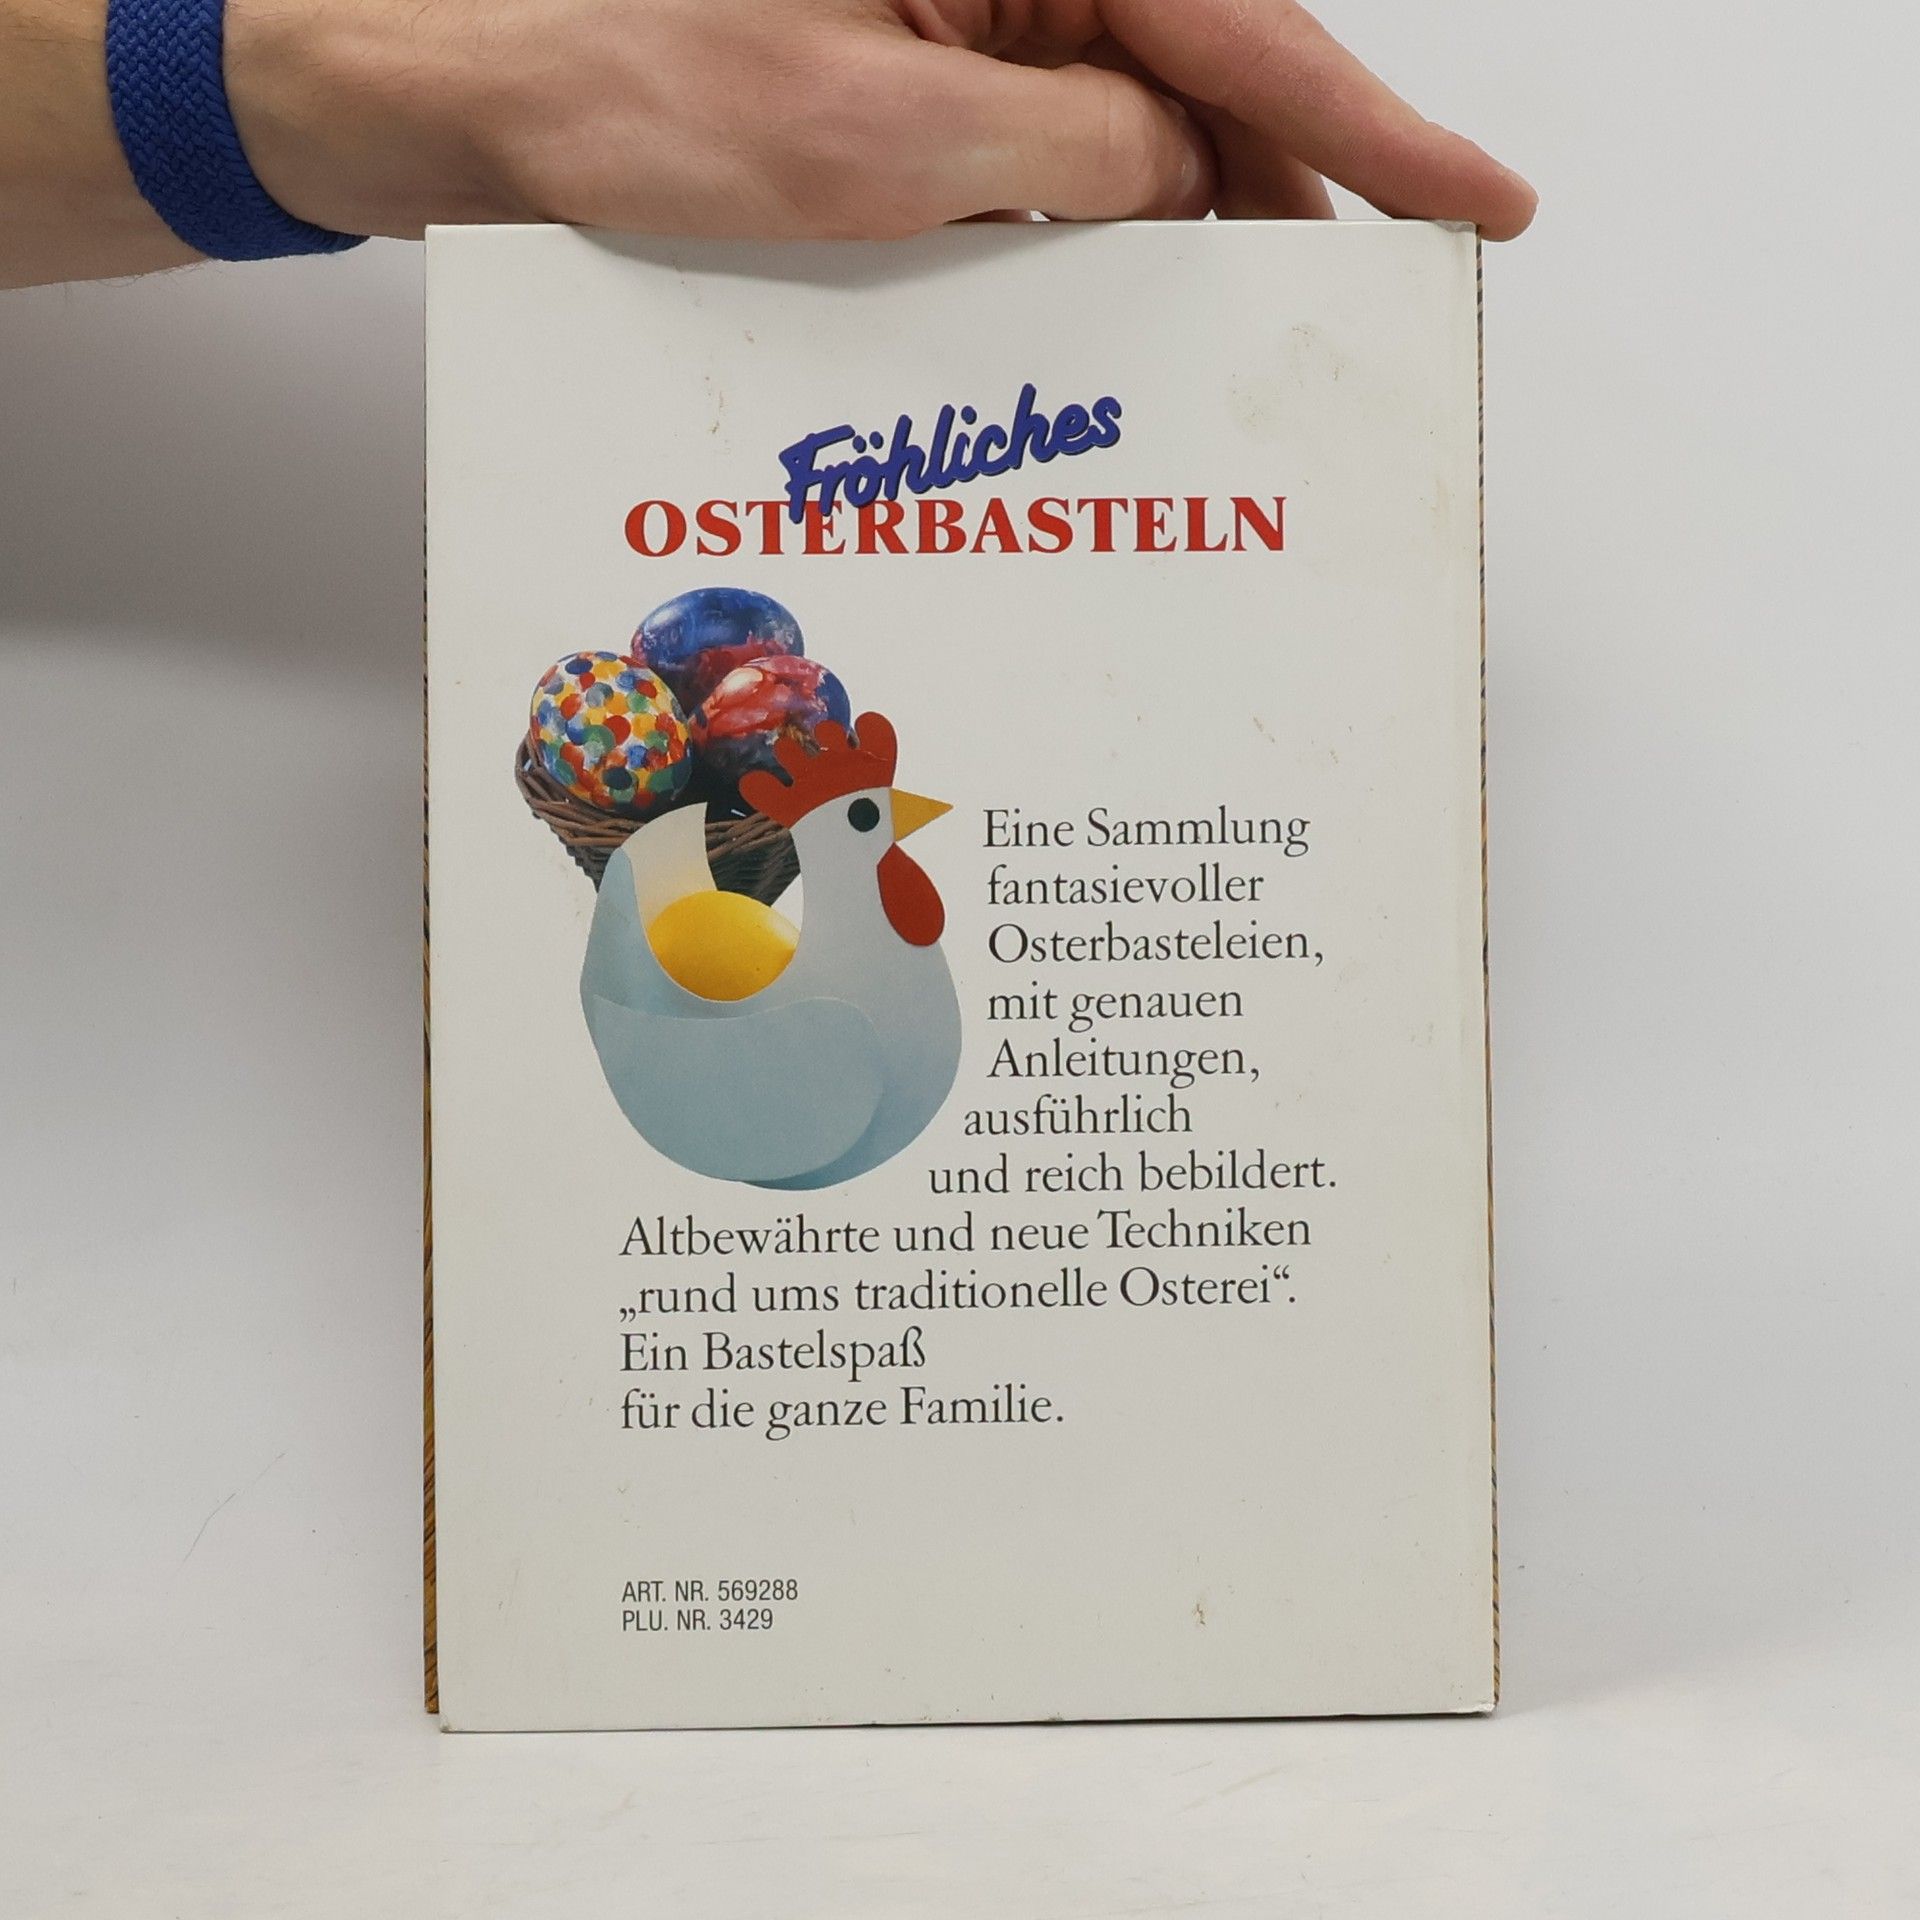 Fröhliches
OSTERBASTELN
Eine Sammlung
fantasievoller
Osterbasteleien,
mit genauen
Anleitungen,
ausführlich
und reich bebildert.
Altbewährte und neue Techniken
„rund ums traditionelle Osterei“.
Ein Bastelspaß
für die ganze Familie.
ART. NR. 569288
PLU. NR. 3429